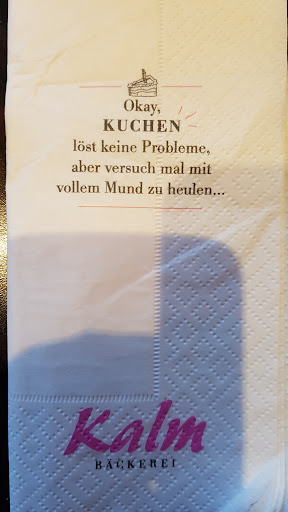 Okay,
KUCHEN
löst keine Probleme,
aber versuch mal mit
vollem Mund zu heulen...
Kalm
BÄCKEREI